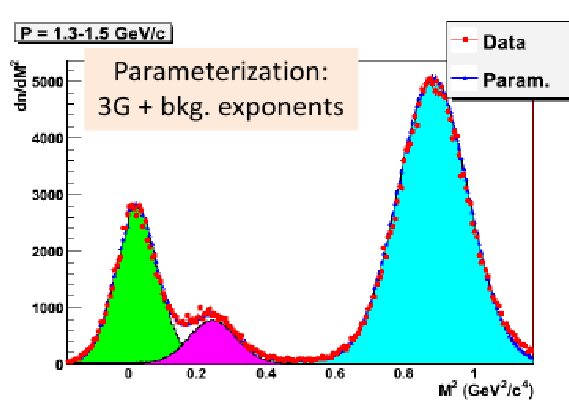 P = 1.3-1.5 GeV/c
Parameterization:
3G + bkg. exponents
Data
Param.
dn/dM²
5000
4000
3000
2000
1000
0
0
0.2
0.4
0.6
0.8
1
M² (GeV²/c⁴)